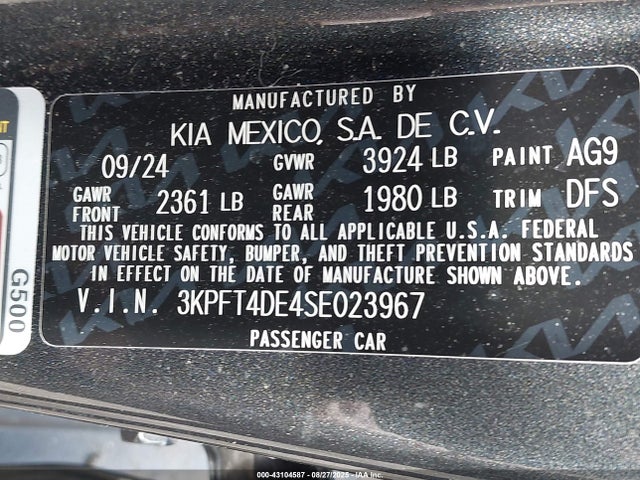 MANUFACTURED BY
KIA MEXICO, S.A. DE C.V.
09/24 GVWR 3924 LB PAINT AG9
GAWR FRONT 2361 LB GAWR REAR 1980 LB TRIM DFS
THIS VEHICLE CONFORMS TO ALL APPLICABLE U.S.A. FEDERAL
MOTOR VEHICLE SAFETY, BUMPER, AND THEFT PREVENTION STANDARDS
IN EFFECT ON THE DATE OF MANUFACTURE SHOWN ABOVE.
V.I.N. 3KPFT4DE4SE023967
PASSENGER CAR
G500
000-43104587 - 08/27/2025 - IAA Inc.